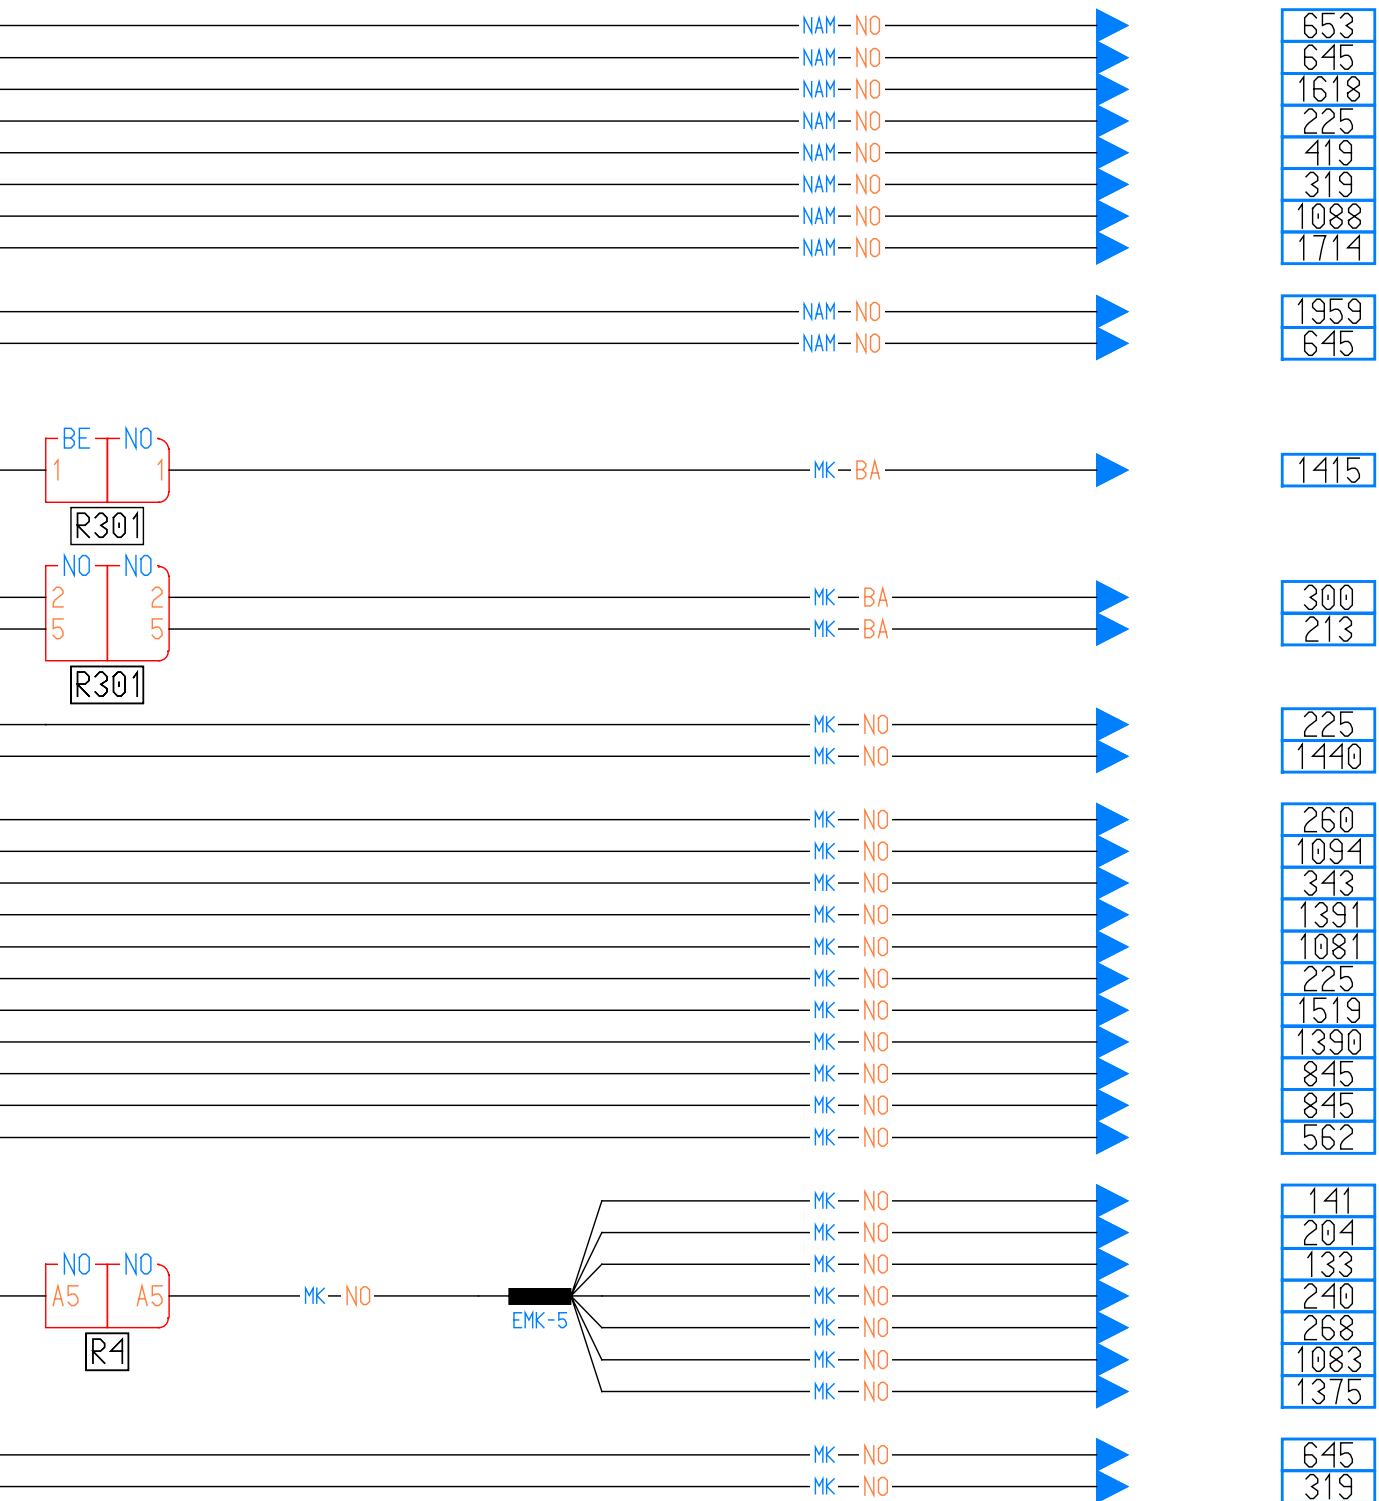 NAM NO 653
NAM NO 645
NAM NO 1618
NAM NO 225
NAM NO 419
NAM NO 319
NAM NO 1088
NAM NO 1714
NAM NO 1959
NAM NO 645
BE NO
1 1 MK BA 1415
R301
NO NO
2 2 MK BA 300
5 5 MK BA 213
R301
MK NO 225
MK NO 1440
MK NO 260
MK NO 1094
MK NO 343
MK NO 1391
MK NO 1081
MK NO 225
MK NO 1519
MK NO 1390
MK NO 845
MK NO 845
MK NO 562
MK NO 141
MK NO 204
NO NO MK NO 133
A5 A5 MK NO MK NO 240
EMK-5 MK NO 268
R4 MK NO 1083
MK NO 1375
MK NO 645
MK NO 319